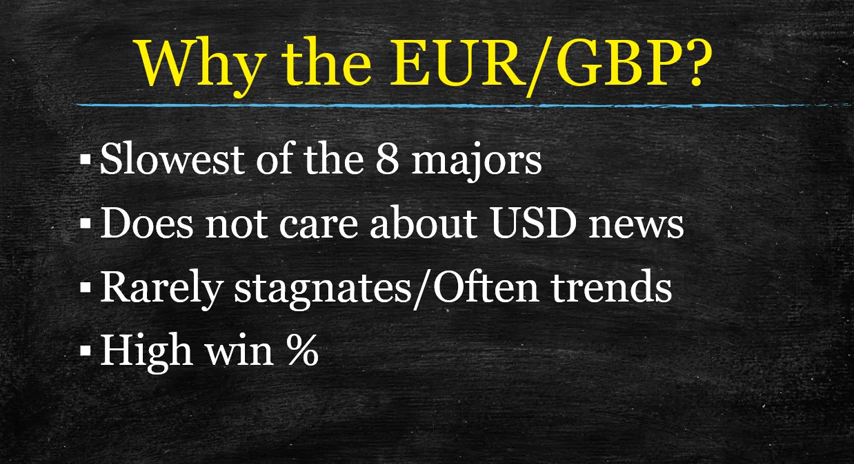 Why the EUR/GBP?
▪ Slowest of the 8 majors
▪ Does not care about USD news
▪ Rarely stagnates/Often trends
▪ High win %